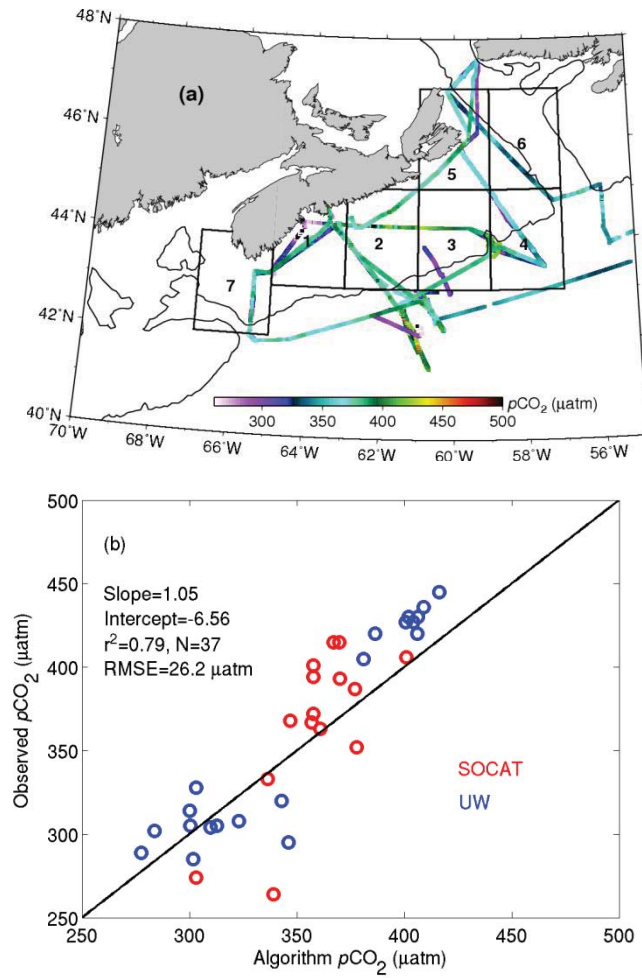 48°N
46°N
44°N
42°N
40°N
(a)
6
5
1
2
3
4
7
pCO₂ (μatm)
300 350 400 450 500
70°W 68°W 66°W 64°W 62°W 60°W 58°W 56°W
500
450
400
350
300
250
Observed pCO₂ (μatm)
(b)
Slope=1.05
Intercept=-6.56
r²=0.79, N=37
RMSE=26.2 μatm
SOCAT
UW
250 300 350 400 450 500
Algorithm pCO₂ (μatm)